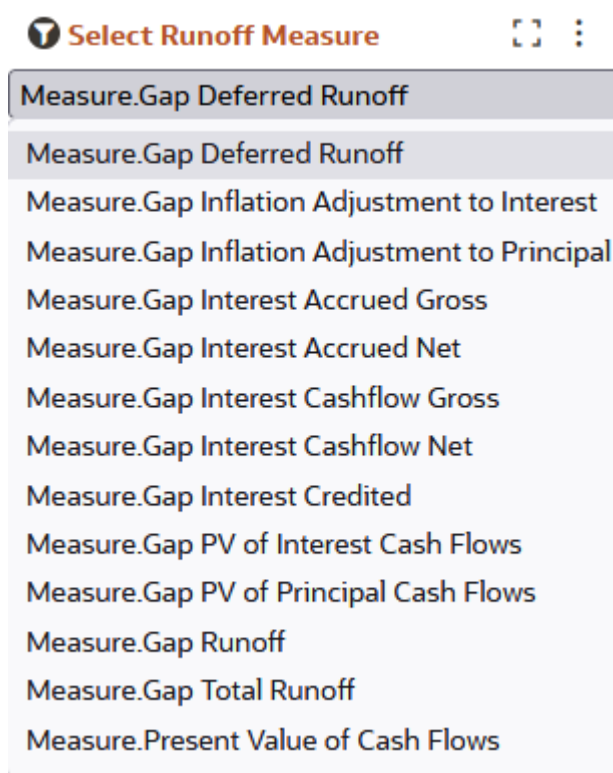 Select Runoff Measure
Measure.Gap Deferred Runoff
Measure.Gap Deferred Runoff
Measure.Gap Inflation Adjustment to Interest
Measure.Gap Inflation Adjustment to Principal
Measure.Gap Interest Accrued Gross
Measure.Gap Interest Accrued Net
Measure.Gap Interest Cashflow Gross
Measure.Gap Interest Cashflow Net
Measure.Gap Interest Credited
Measure.Gap PV of Interest Cash Flows
Measure.Gap PV of Principal Cash Flows
Measure.Gap Runoff
Measure.Gap Total Runoff
Measure.Present Value of Cash Flows